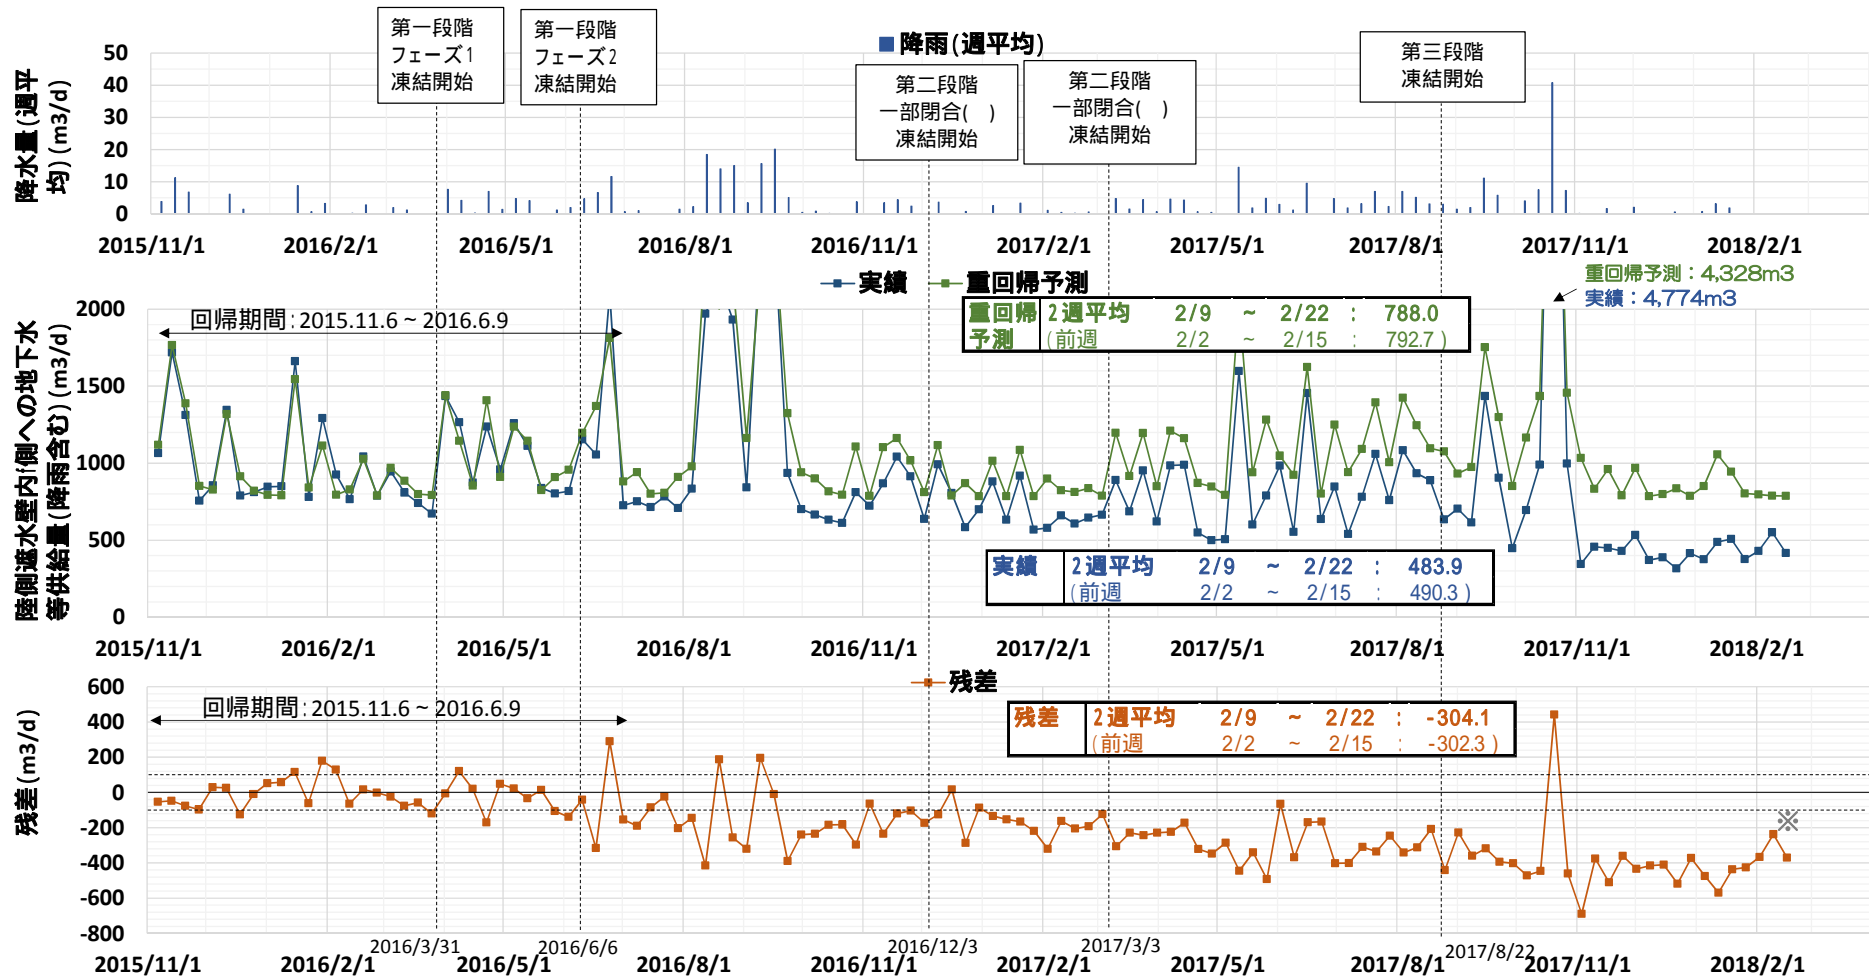 第一段階
フェーズ1
凍結開始
第一段階
フェーズ2
凍結開始
降雨(週平均)
第二段階
一部閉合(　)
凍結開始
第二段階
一部閉合(　)
凍結開始
第三段階
凍結開始
降水量(週平均) (m3/d)
50
40
30
20
10
0
2015/11/1 2016/2/1 2016/5/1 2016/8/1 2016/11/1 2017/2/1 2017/5/1 2017/8/1 2017/11/1 2018/2/1
実績 重回帰予測
重回帰予測：4,328m3
実績：4,774m3
陸側遮水壁内側への地下水等供給量(降雨含む) (m3/d)
2000
1500
1000
500
0
回帰期間：2015.11.6 ~ 2016.6.9
重回帰予測 2週平均 2/9 ~ 2/22 : 788.0
(前週 2/2 ~ 2/15 : 792.7 )
実績 2週平均 2/9 ~ 2/22 : 483.9
(前週 2/2 ~ 2/15 : 490.3 )
2015/11/1 2016/2/1 2016/5/1 2016/8/1 2016/11/1 2017/2/1 2017/5/1 2017/8/1 2017/11/1 2018/2/1
残差
残差(m3/d)
600
400
200
0
-200
-400
-600
-800
回帰期間：2015.11.6 ~ 2016.6.9
残差 2週平均 2/9 ~ 2/22 : -304.1
(前週 2/2 ~ 2/15 : -302.3 )
※
2016/3/31 2016/6/6 2016/12/3 2017/3/3 2017/8/22
2015/11/1 2016/2/1 2016/5/1 2016/8/1 2016/11/1 2017/2/1 2017/5/1 2017/8/1 2017/11/1 2018/2/1